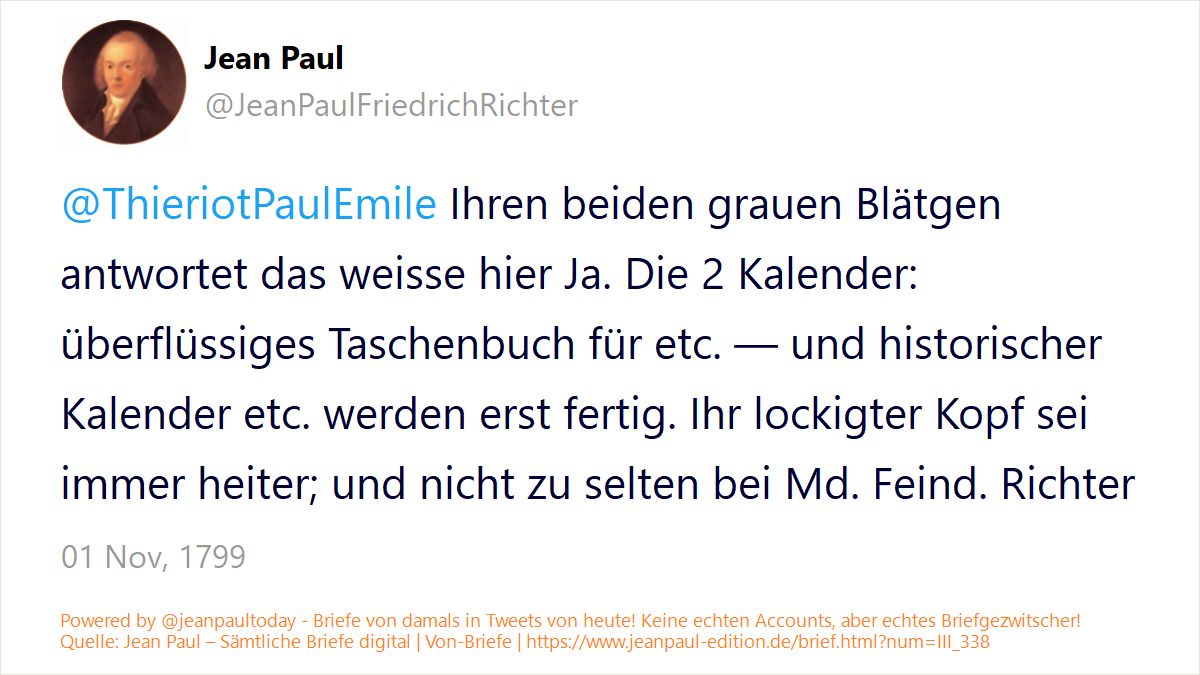 Jean Paul
@JeanPaulFriedrichRichter
@ThieriotPaulEmile Ihren beiden grauen Blätgen
antwortet das weisse hier Ja. Die 2 Kalender:
überflüssiges Taschenbuch für etc. — und historischer
Kalender etc. werden erst fertig. Ihr lockigter Kopf sei
immer heiter; und nicht zu selten bei Md. Feind. Richter
01 Nov, 1799
Powered by @jeanpaultoday - Briefe von damals in Tweets von heute! Keine echten Accounts, aber echtes Briefgezwitscher!
Quelle: Jean Paul – Sämtliche Briefe digital | Von-Briefe | https://www.jeanpaul-edition.de/brief.html?num=III_338